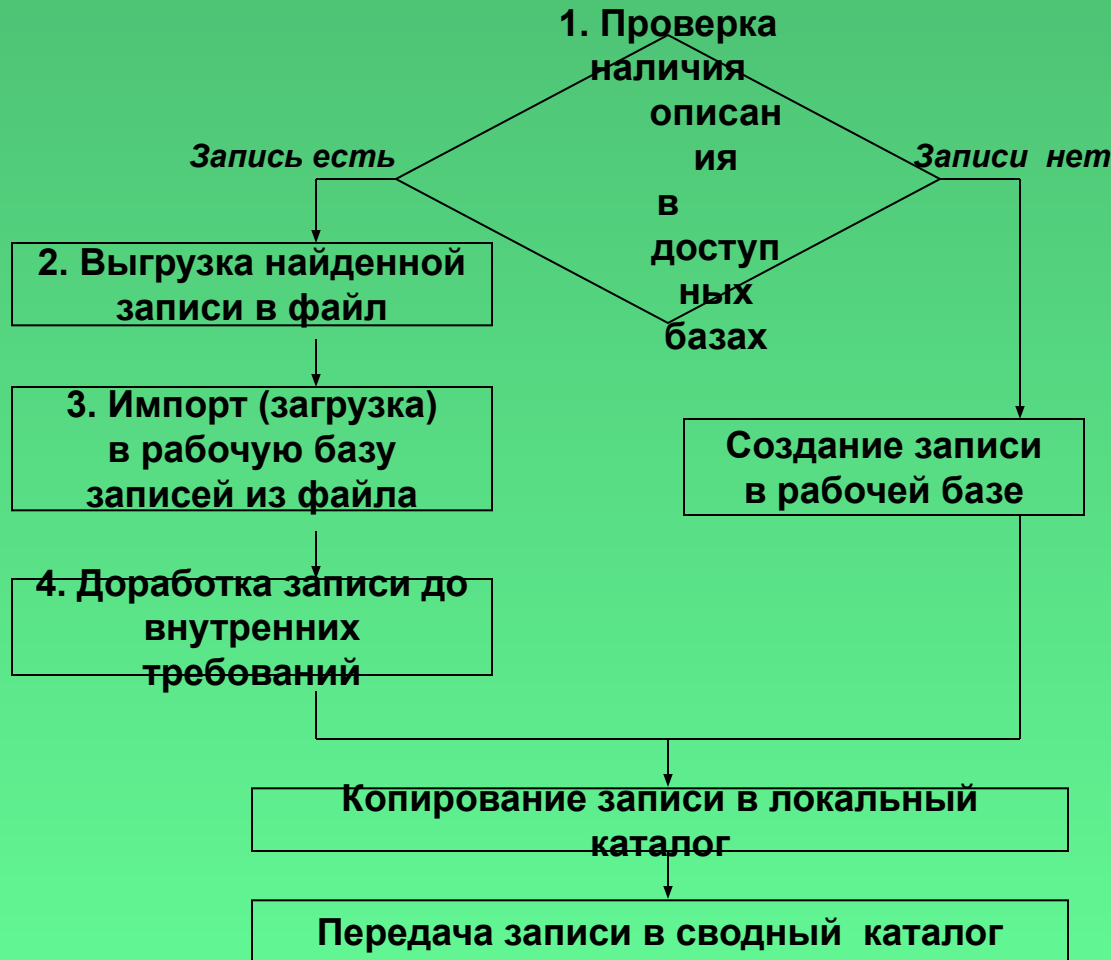 1. Проверка
наличия
описан
ия
в
доступ
ных
базах
Запись есть
Записи нет
2. Выгрузка найденной
записи в файл
3. Импорт (загрузка)
в рабочую базу
записей из файла
4. Доработка записи до
внутренних
требований
Создание записи
в рабочей базе
Копирование записи в локальный
каталог
Передача записи в сводный каталог